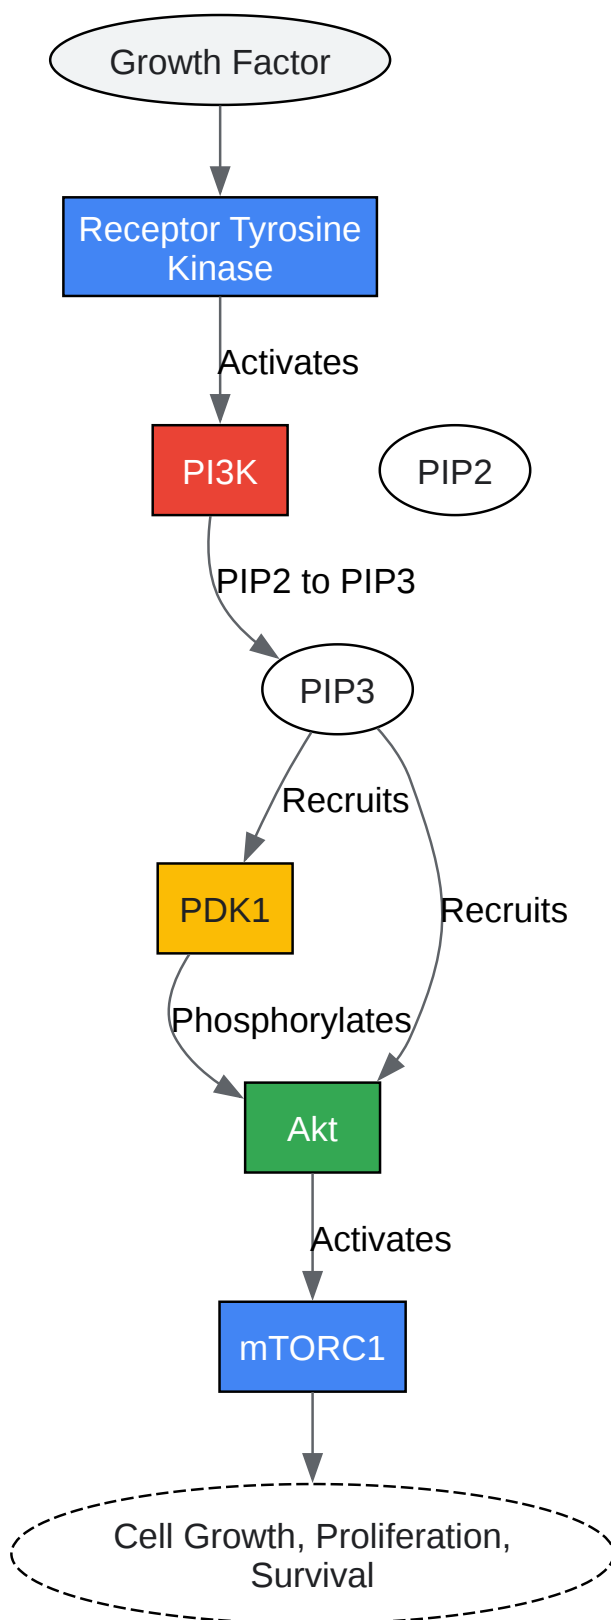 Growth Factor
Receptor Tyrosine
Kinase
Activates
PI3K
PIP2
PIP2 to PIP3
PIP3
Recruits
PDK1
Recruits
Phosphorylates
Akt
Activates
mTORC1
Cell Growth, Proliferation,
Survival